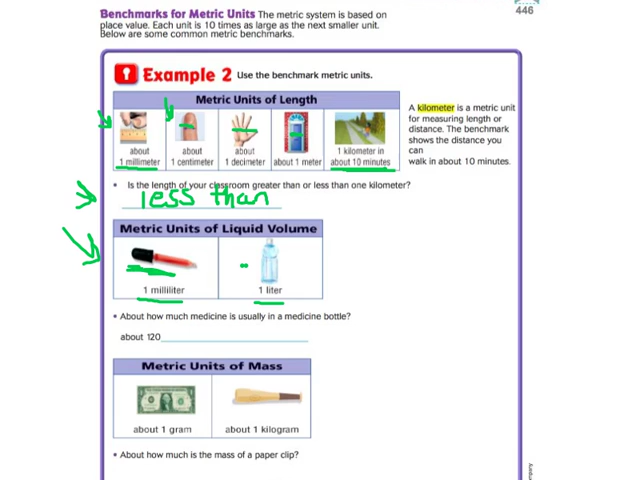 446
Benchmarks for Metric Units The metric system is based on
place value. Each unit is 10 times as large as the next smaller unit.
Below are some common metric benchmarks.
Example 2 Use the benchmark metric units.
Metric Units of Length
about 1 millimeter
about 1 centimeter
about 1 decimeter
about 1 meter
1 kilometer in about 10 minutes
A kilometer is a metric unit
for measuring length or
distance. The benchmark
shows the distance you
can
walk in about 10 minutes.
• Is the length of your classroom greater than or less than one kilometer?
less than
Metric Units of Liquid Volume
1 milliliter
1 liter
• About how much medicine is usually in a medicine bottle?
about 120
Metric Units of Mass
about 1 gram
about 1 kilogram
• About how much is the mass of a paper clip?